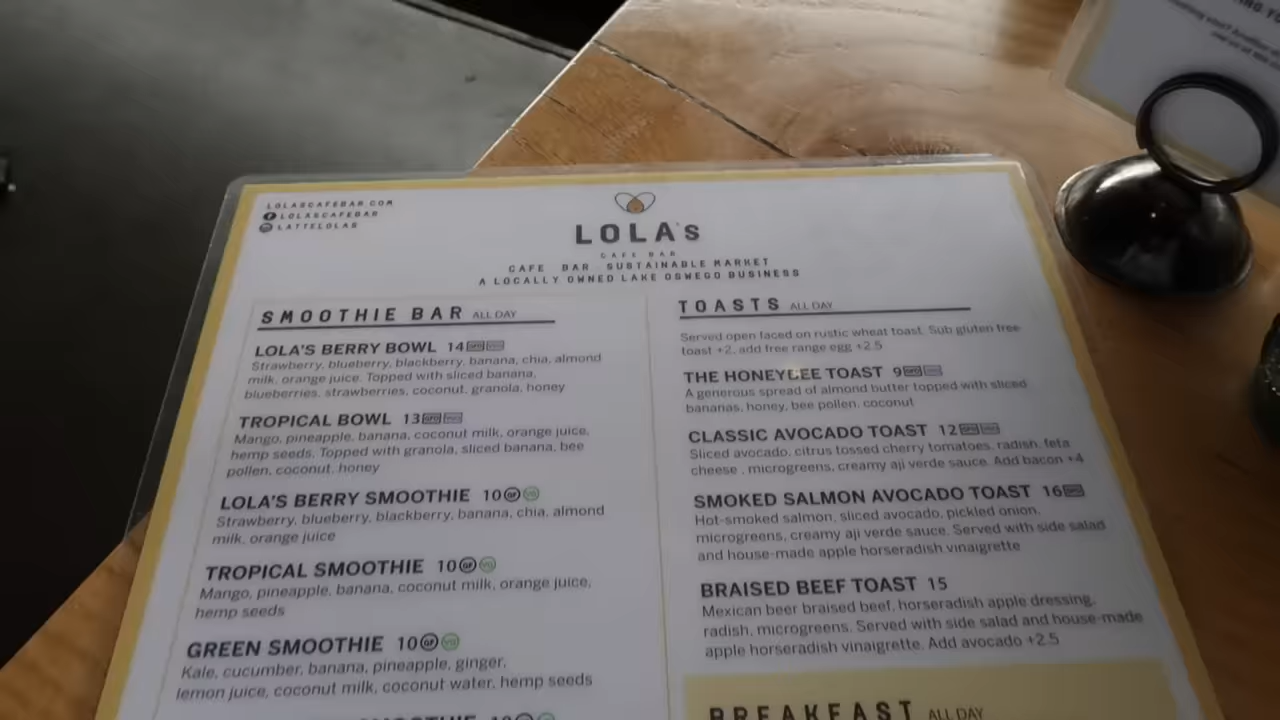 LOLASCAFEBAR.COM
LOLASCAFEBAR
LATTELOLAS
LOLA's
CAFE BAR
CAFE BAR SUSTAINABLE MARKET
A LOCALLY OWNED LAKE OSWEGO BUSINESS
SMOOTHIE BAR ALL DAY
LOLA'S BERRY BOWL 14
Strawberry, blueberry, blackberry, banana, chia, almond
milk, orange juice. Topped with sliced banana,
blueberries, strawberries, coconut, granola, honey
TROPICAL BOWL 13
Mango, pineapple, banana, coconut milk, orange juice,
hemp seeds. Topped with granola, sliced banana, bee
pollen, coconut, honey
LOLA'S BERRY SMOOTHIE 10 GF VG
Strawberry, blueberry, blackberry, banana, chia, almond
milk, orange juice
TROPICAL SMOOTHIE 10 GF VG
Mango, pineapple, banana, coconut milk, orange juice,
hemp seeds
GREEN SMOOTHIE 10 GF VG
Kale, cucumber, banana, pineapple, ginger,
lemon juice, coconut milk, coconut water, hemp seeds
SMOOTHIE 10
TOASTS ALL DAY
Served open faced on rustic wheat toast. Sub gluten free
toast +2, add free range egg +2.5
THE HONEYBEE TOAST 9
A generous spread of almond butter topped with sliced
bananas, honey, bee pollen, coconut
CLASSIC AVOCADO TOAST 12
Sliced avocado, citrus tossed cherry tomatoes, radish, feta
cheese , microgreens, creamy aji verde sauce. Add bacon +4
SMOKED SALMON AVOCADO TOAST 16
Hot-smoked salmon, sliced avocado, pickled onion,
microgreens, creamy aji verde sauce. Served with side salad
and house-made apple horseradish vinaigrette
BRAISED BEEF TOAST 15
Mexican beer braised beef, horseradish apple dressing,
radish, microgreens. Served with side salad and house-made
apple horseradish vinaigrette. Add avocado +2.5
BREAKFAST ALL DAY